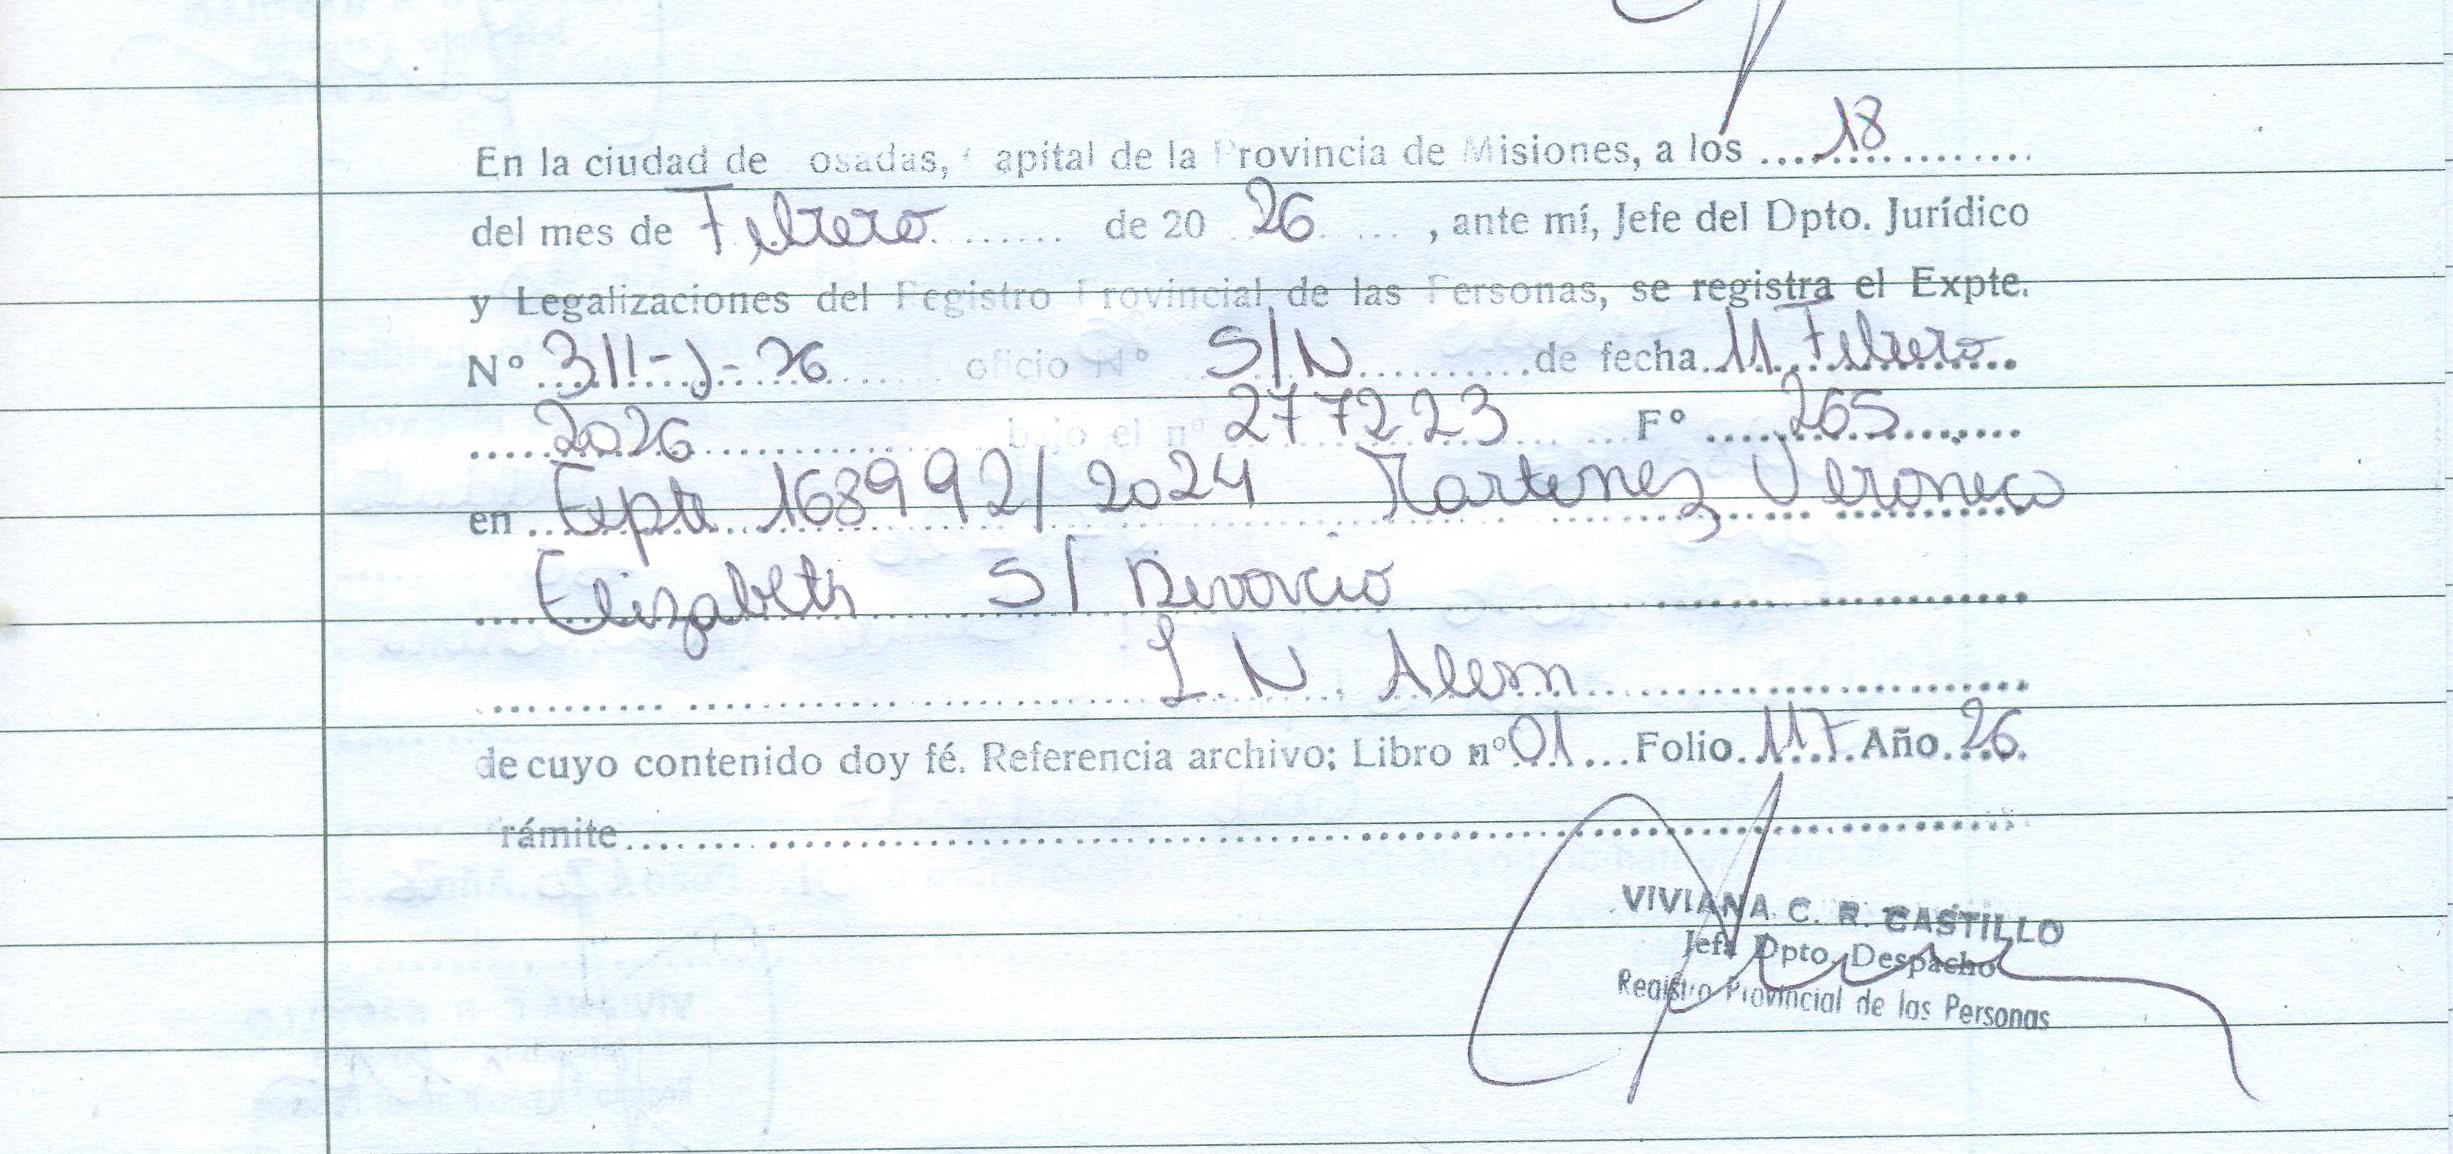 En la ciudad de osadas, apital de la Provincia de Misiones, a los 18
del mes de Febrero de 20 26, ante mí, Jefe del Dpto. Jurídico
y Legalizaciones del Registro Provincial de las Personas, se registra el Expte.
N° 311-J-26 oficio N° S/N de fecha 11 Febrero
2026 bajo el n° 277223 F° 265
en Expte 168992/2024 Martinez Veronica
Elizabeth S/ Divorcio
L. N. Alem
de cuyo contenido doy fé. Referencia archivo; Libro n° 01 Folio 117 Año 26
rámite
VIVIANA C. R. CASTILLO
Jefa Dpto. Despacho
Registro Provincial de las Personas